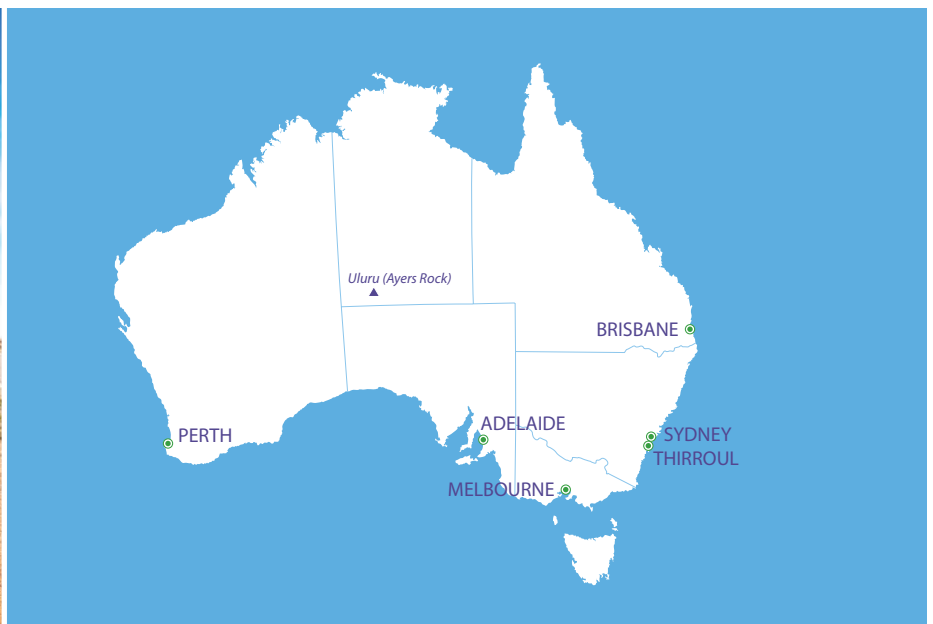 Uluru (Ayers Rock)
BRISBANE
ADELAIDE
PERTH
SYDNEY
THIRROUL
MELBOURNE